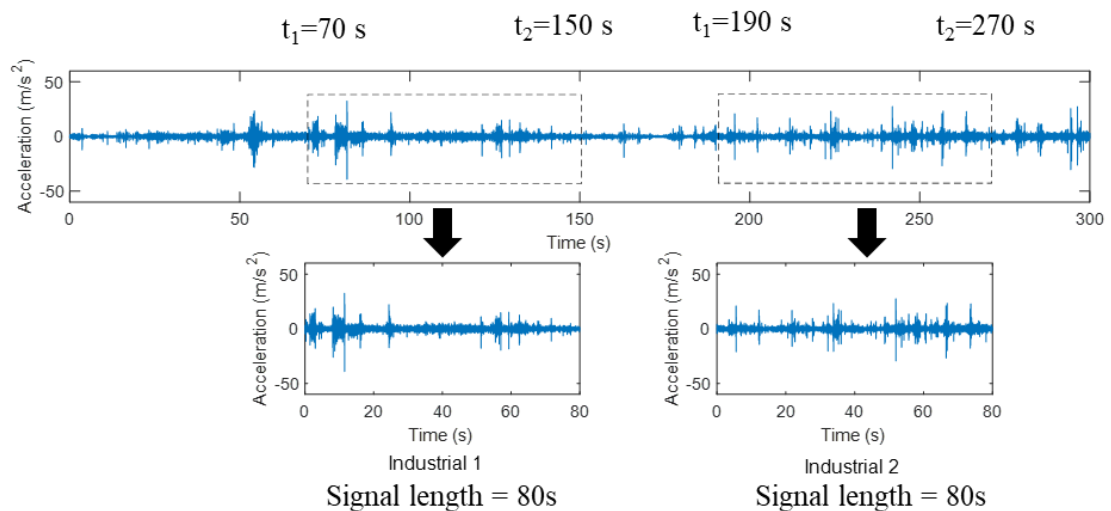 t₁=70 s t₂=150 s t₁=190 s t₂=270 s
Acceleration (m/s²)
50
0
-50
0 50 100 150 200 250 300
Time (s)
Acceleration (m/s²)
50
0
-50
0 20 40 60 80
Time (s)
Industrial 1
Signal length = 80s
Acceleration (m/s²)
50
0
-50
0 20 40 60 80
Time (s)
Industrial 2
Signal length = 80s